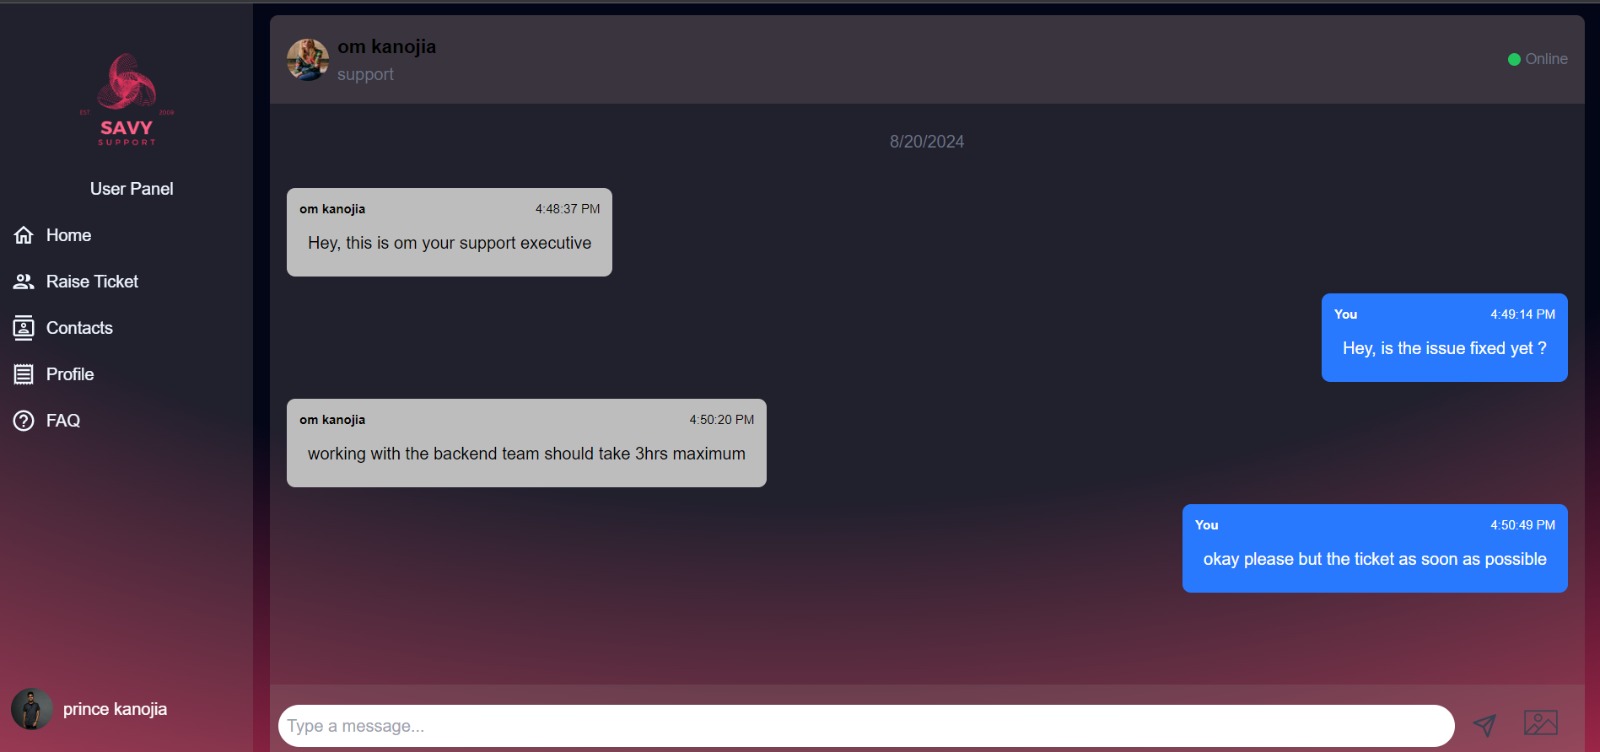 EST
2008
SAVY
SUPPORT
User Panel
Home
Raise Ticket
Contacts
Profile
FAQ
prince kanojia
om kanojia
support
Online
8/20/2024
om kanojia 4:48:37 PM
Hey, this is om your support executive
You 4:49:14 PM
Hey, is the issue fixed yet ?
om kanojia 4:50:20 PM
working with the backend team should take 3hrs maximum
You 4:50:49 PM
okay please but the ticket as soon as possible
Type a message...